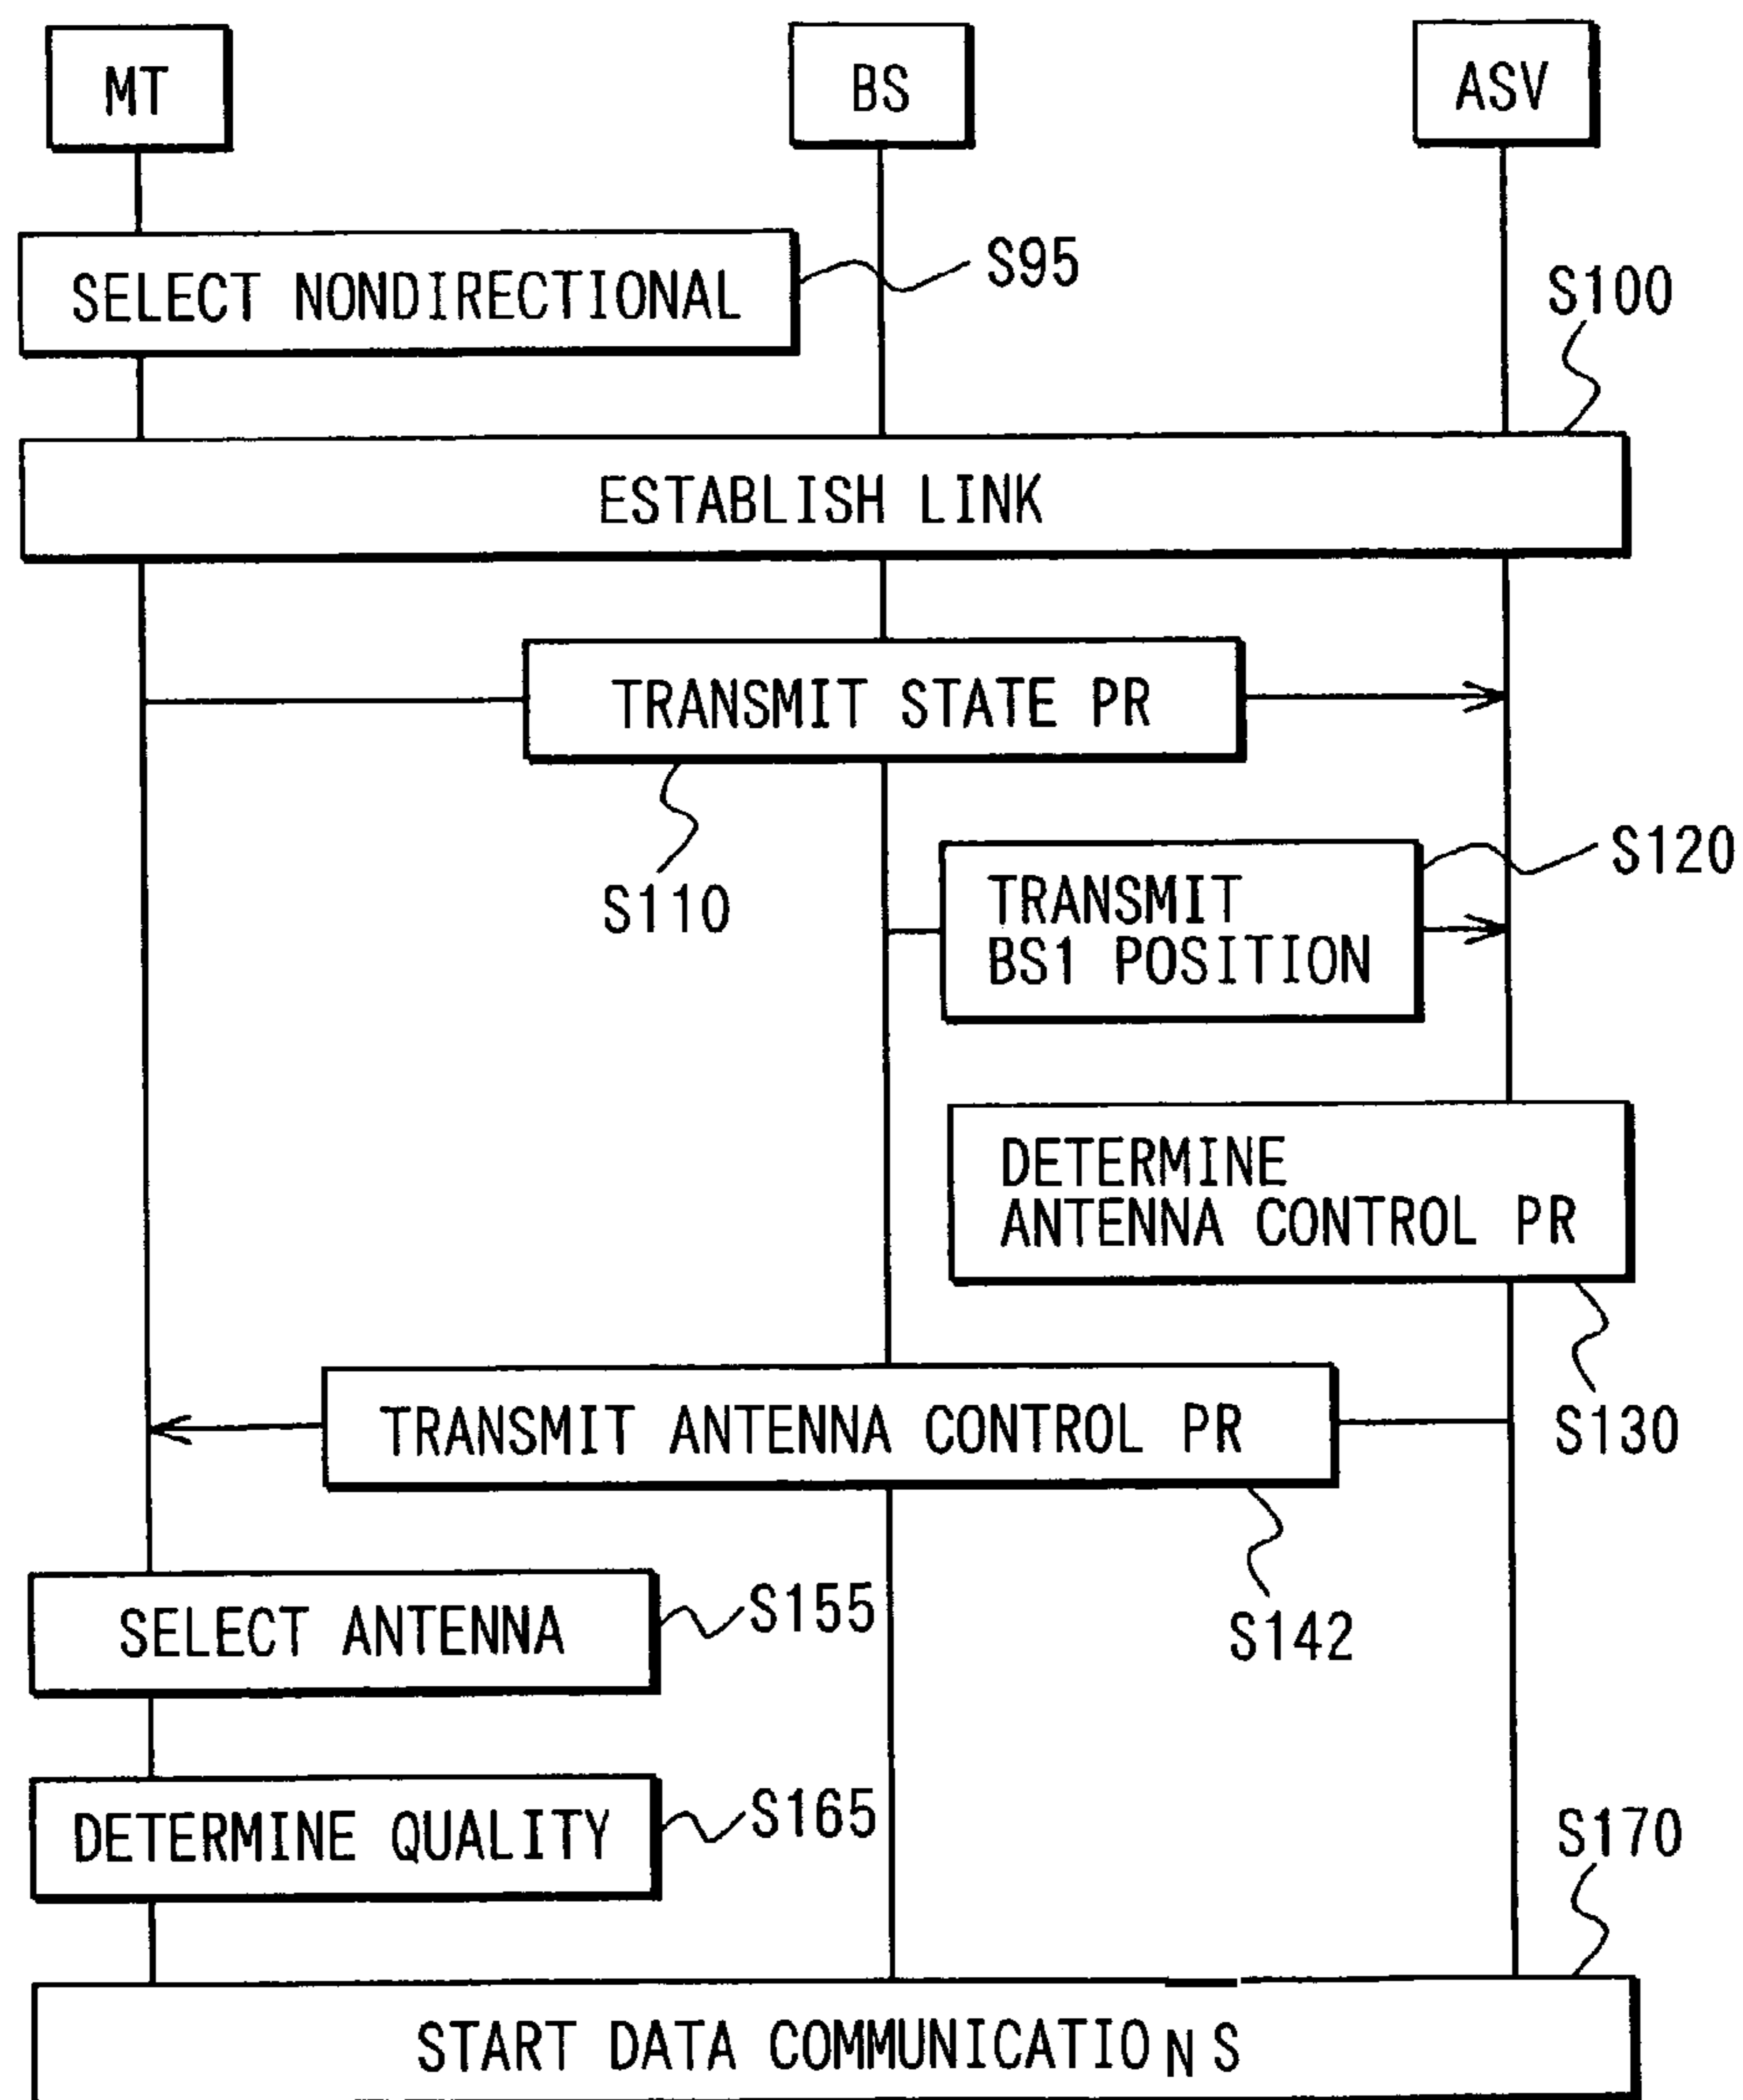 MT
BS
ASV
SELECT NONDIRECTIONAL
S95
S100
ESTABLISH LINK
TRANSMIT STATE PR
S110
S120
TRANSMIT
BS1 POSITION
DETERMINE
ANTENNA CONTROL PR
S130
TRANSMIT ANTENNA CONTROL PR
S142
SELECT ANTENNA
S155
DETERMINE QUALITY
S165
S170
START DATA COMMUNICATIONS